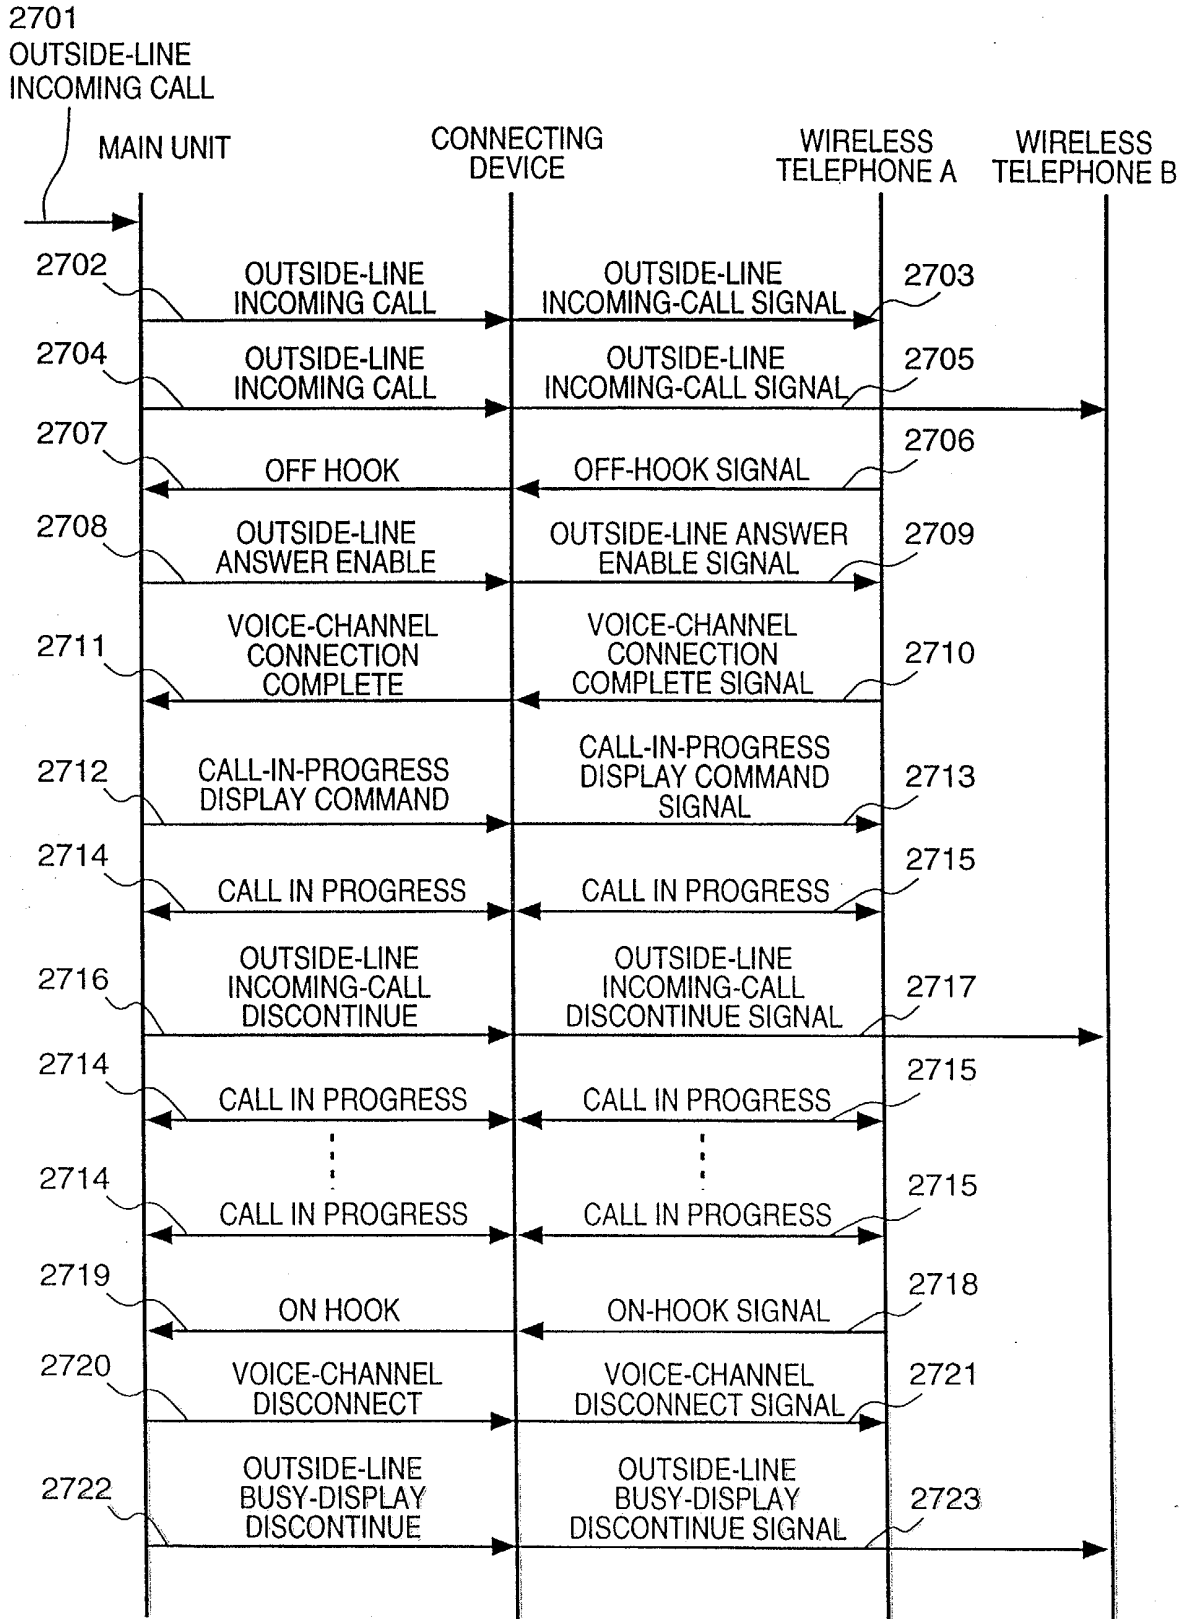 2701
OUTSIDE-LINE
INCOMING CALL
MAIN UNIT
CONNECTING
DEVICE
WIRELESS
TELEPHONE A
WIRELESS
TELEPHONE B
2702
OUTSIDE-LINE
INCOMING CALL
OUTSIDE-LINE
INCOMING-CALL SIGNAL
2703
2704
OUTSIDE-LINE
INCOMING CALL
OUTSIDE-LINE
INCOMING-CALL SIGNAL
2705
2707
OFF HOOK
OFF-HOOK SIGNAL
2706
2708
OUTSIDE-LINE
ANSWER ENABLE
OUTSIDE-LINE ANSWER
ENABLE SIGNAL
2709
2711
VOICE-CHANNEL
CONNECTION
COMPLETE
VOICE-CHANNEL
CONNECTION
COMPLETE SIGNAL
2710
2712
CALL-IN-PROGRESS
DISPLAY COMMAND
CALL-IN-PROGRESS
DISPLAY COMMAND
SIGNAL
2713
2714
CALL IN PROGRESS
CALL IN PROGRESS
2715
2716
OUTSIDE-LINE
INCOMING-CALL
DISCONTINUE
OUTSIDE-LINE
INCOMING-CALL
DISCONTINUE SIGNAL
2717
2714
CALL IN PROGRESS
CALL IN PROGRESS
2715
2714
CALL IN PROGRESS
CALL IN PROGRESS
2715
2719
ON HOOK
ON-HOOK SIGNAL
2718
2720
VOICE-CHANNEL
DISCONNECT
VOICE-CHANNEL
DISCONNECT SIGNAL
2721
2722
OUTSIDE-LINE
BUSY-DISPLAY
DISCONTINUE
OUTSIDE-LINE
BUSY-DISPLAY
DISCONTINUE SIGNAL
2723